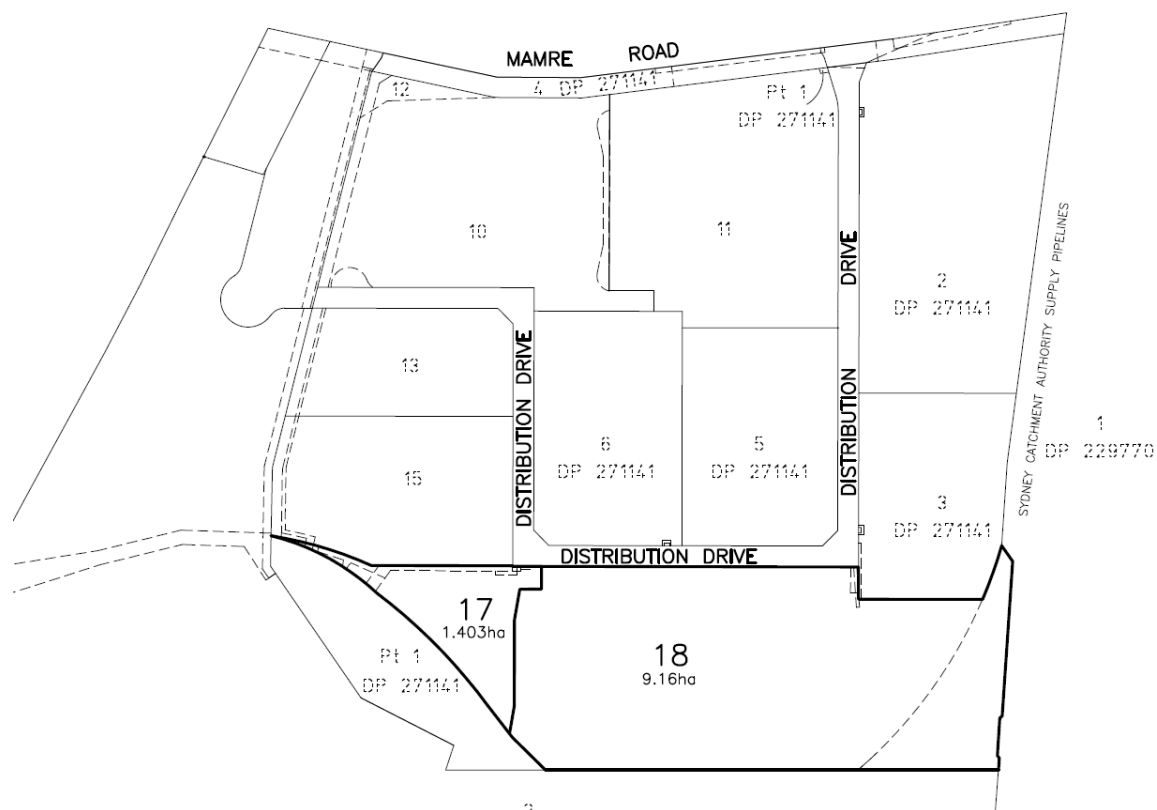 MAMRE ROAD
12
4 DP 271141
Pt 1
DP 271141
10
11
DISTRIBUTION DRIVE
2
DP 271141
SYDNEY CATCHMENT AUTHORITY SUPPLY PIPELINES
1
DP 229770
13
DISTRIBUTION DRIVE
15
6
DP 271141
5
DP 271141
3
DP 271141
DISTRIBUTION DRIVE
17
1.403ha
18
9.16ha
Pt 1
DP 271141